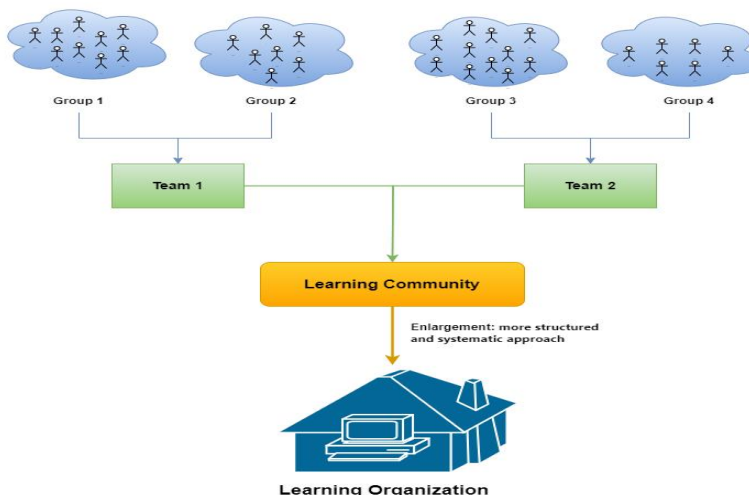 Group 1
Group 2
Group 3
Group 4
Team 1
Team 2
Learning Community
Enlargement: more structured
and systematic approach
Learning Organization